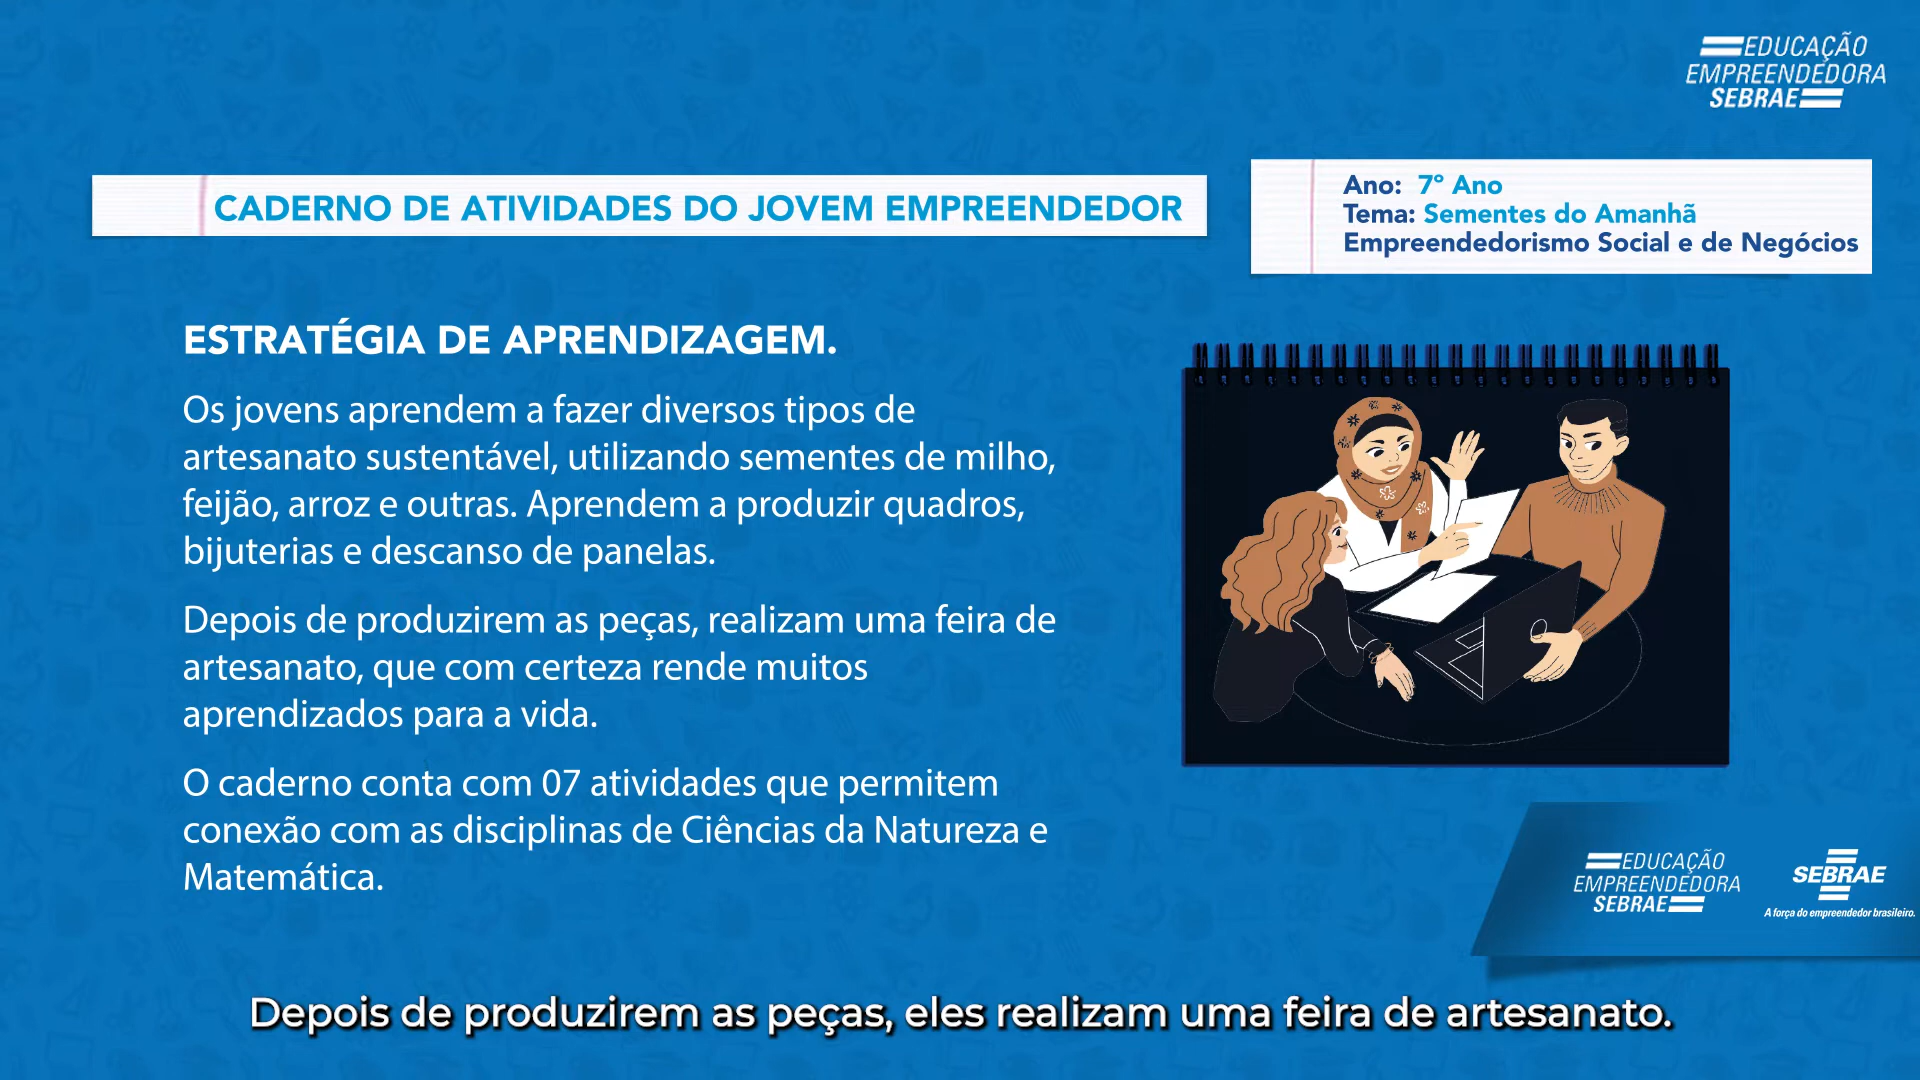 EDUCAÇÃO
EMPREENDEDORA
SEBRAE
CADERNO DE ATIVIDADES DO JOVEM EMPREENDEDOR
Ano: 7º Ano
Tema: Sementes do Amanhã
Empreendedorismo Social e de Negócios
ESTRATÉGIA DE APRENDIZAGEM.
Os jovens aprendem a fazer diversos tipos de
artesanato sustentável, utilizando sementes de milho,
feijão, arroz e outras. Aprendem a produzir quadros,
bijuterias e descanso de panelas.
Depois de produzirem as peças, realizam uma feira de
artesanato, que com certeza rende muitos
aprendizados para a vida.
O caderno conta com 07 atividades que permitem
conexão com as disciplinas de Ciências da Natureza e
Matemática.
EDUCAÇÃO
EMPREENDEDORA
SEBRAE
SEBRAE
A força do empreendedor brasileiro.
Depois de produzirem as peças, eles realizam uma feira de artesanato.